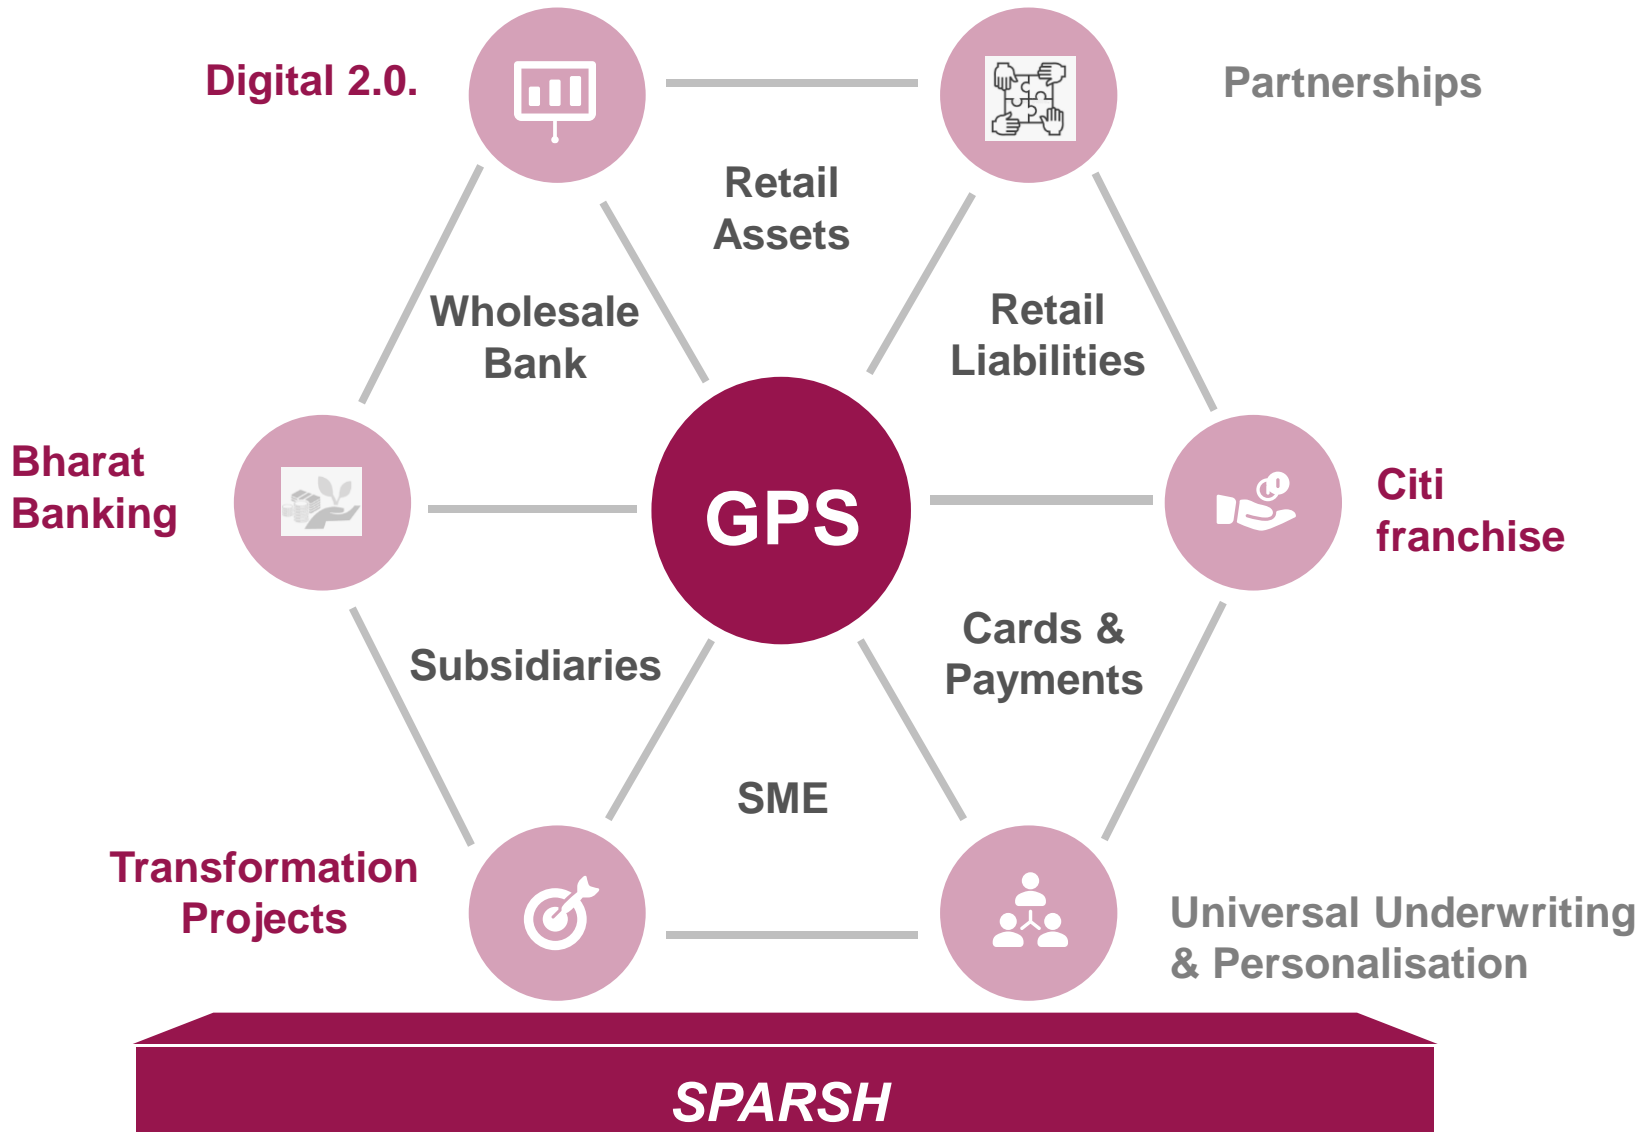 Digital 2.0.
Partnerships
Retail
Assets
Wholesale
Bank
Retail
Liabilities
Bharat
Banking
GPS
Citi
franchise
Subsidiaries
Cards &
Payments
SME
Transformation
Projects
Universal Underwriting
& Personalisation
SPARSH